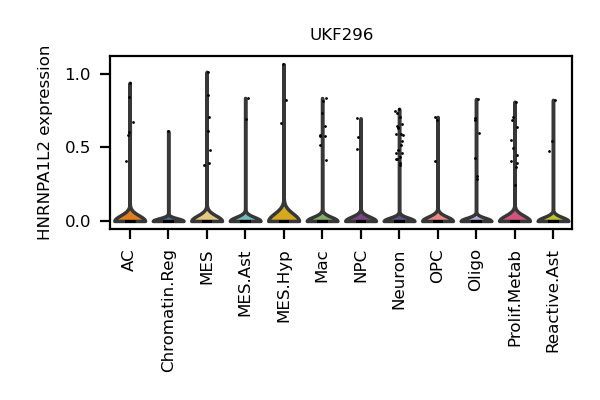 UKF296
HNRNPA1L2 expression
1.0
0.5
0.0
AC
Chromatin.Reg
MES
MES.Ast
MES.Hyp
Mac
NPC
Neuron
OPC
Oligo
Prolif.Metab
Reactive.Ast